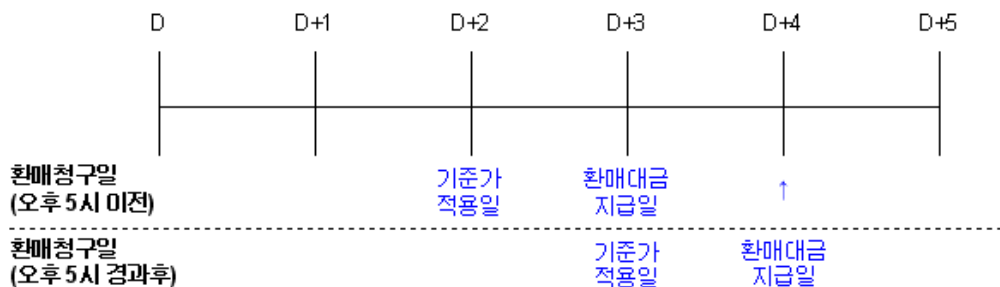 D D+1 D+2 D+3 D+4 D+5
환매청구일 기준가 환매대금 ↑
(오후 5시 이전) 적용일 지급일
환매청구일 기준가 환매대금
(오후 5시 경과후) 적용일 지급일